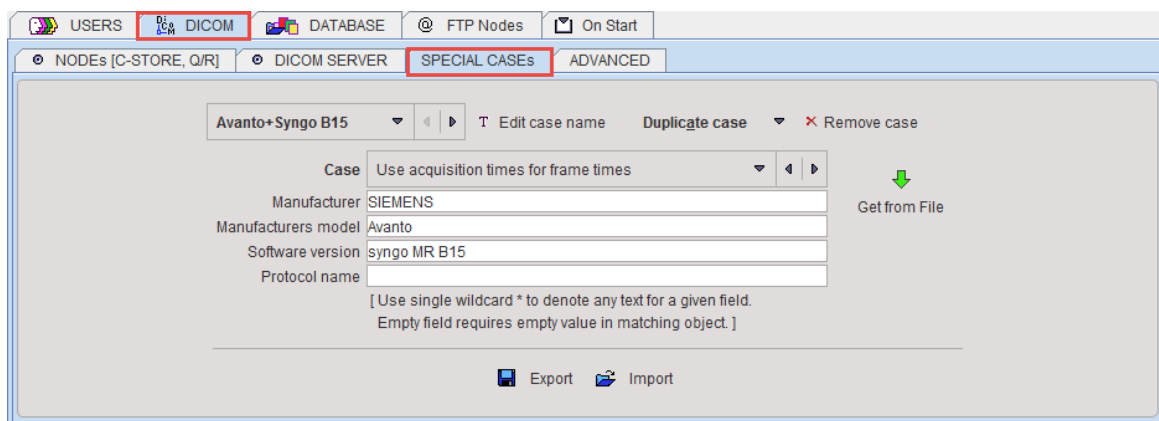 USERS DiCOM DICOM DATABASE @ FTP Nodes On Start
NODEs [C-STORE, Q/R] DICOM SERVER SPECIAL CASEs ADVANCED
Avanto+Syngo B15 T Edit case name Duplicate case Remove case
Case Use acquisition times for frame times
Manufacturer SIEMENS Get from File
Manufacturers model Avanto
Software version syngo MR B15
Protocol name
[ Use single wildcard * to denote any text for a given field.
Empty field requires empty value in matching object. ]
Export Import